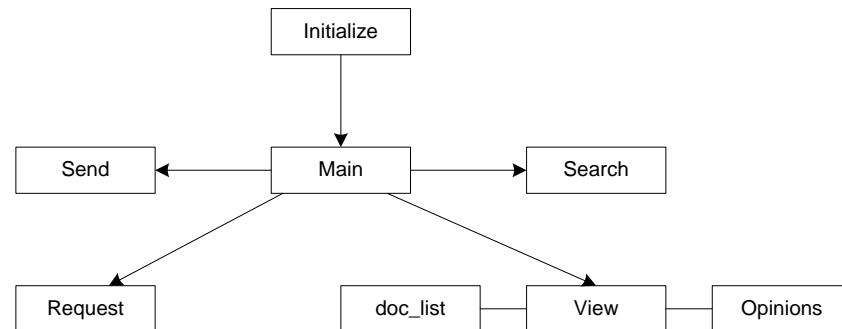 Initialize
Send
Main
Search
Request
doc_list
View
Opinions